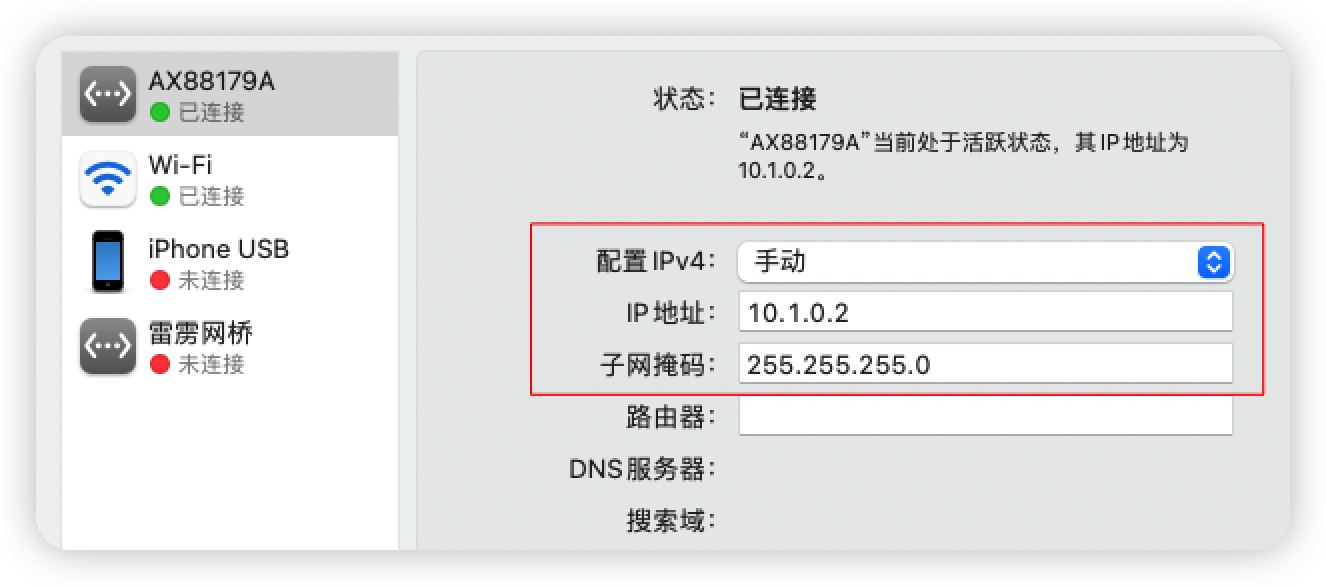 AX88179A
已连接
Wi-Fi
已连接
iPhone USB
未连接
雷雳网桥
未连接
状态： 已连接
“AX88179A”当前处于活跃状态，其 IP 地址为
10.1.0.2。
配置 IPv4： 手动
IP 地址： 10.1.0.2
子网掩码： 255.255.255.0
路由器：
DNS 服务器：
搜索域：